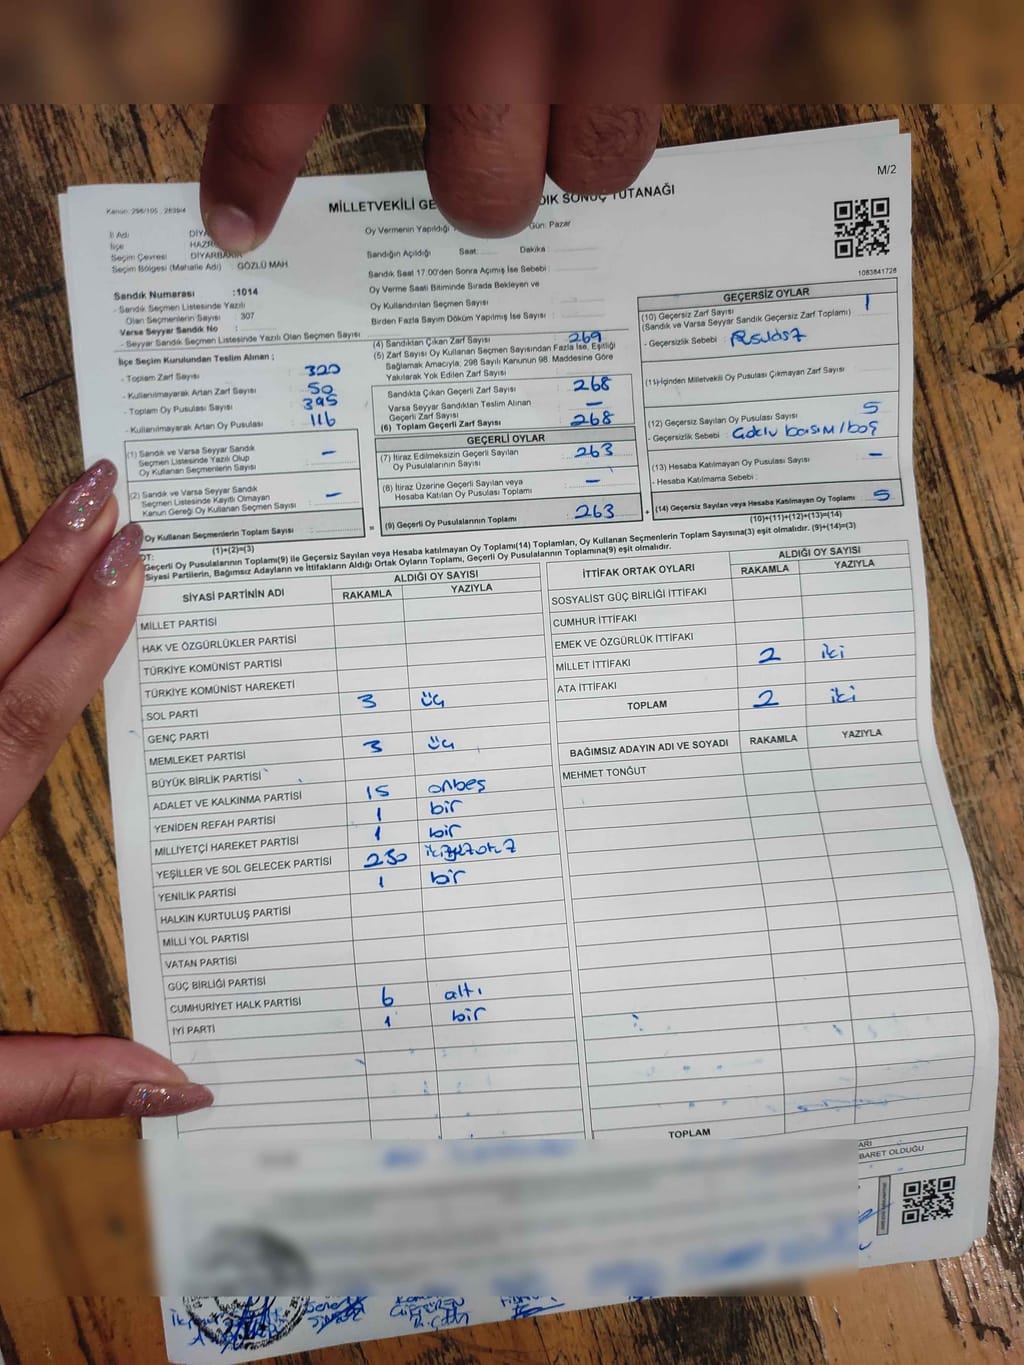 M/2
Kanun: 298/105 , 2839/4
MİLLETVEKİLİ GE DIK SONUÇ TUTANAĞI
İl Adı DİYA
İlçe HAZR
Seçim Çevresi DİYARBAKIR
Seçim Bölgesi (Mahalle Adı) : GÖZLÜ MAH.
Oy Vermenin Yapıldığı Gün: Pazar
Sandığın Açıldığı Saat: Dakika :
Sandık Saat 17.00'den Sonra Açımış İse Sebebi :
Oy Verme Saati Bitiminde Sırada Bekleyen ve
Oy Kullandırılan Seçmen Sayısı :
Birden Fazla Sayım Döküm Yapılmış İse Sayısı :
1083841728
Sandık Numarası :1014
- Sandık Seçmen Listesinde Yazılı
Olan Seçmenlerin Sayısı : 307
Varsa Seyyar Sandık No :
- Seyyar Sandık Seçmen Listesinde Yazılı Olan Seçmen Sayısı
İlçe Seçim Kurulundan Teslim Alınan ;
- Toplam Zarf Sayısı : 320
- Kullanılmayarak Artan Zarf Sayısı : 50
- Toplam Oy Pusulası Sayısı : 395
- Kullanılmayarak Artan Oy Pusulası : 116
(1) Sandık ve Varsa Seyyar Sandık
Seçmen Listesinde Yazılı Olup
Oy Kullanan Seçmenlerin Sayısı : -
(2) Sandık ve Varsa Seyyar Sandık
Seçmen Listesinde Kayıtlı Olmayan
Kanun Gereği Oy Kullanan Seçmen Sayısı : -
Oy Kullanan Seçmenlerin Toplam Sayısı :
(1)+(2)=(3)
(4) Sandıktan Çıkan Zarf Sayısı : 269
(5) Zarf Sayısı Oy Kullanan Seçmen Sayısından Fazla İse, Eşitliği
Sağlamak Amacıyla, 298 Sayılı Kanunun 98. Maddesine Göre
Yakılarak Yok Edilen Zarf Sayısı :
Sandıkta Çıkan Geçerli Zarf Sayısı : 268
Varsa Seyyar Sandıktan Teslim Alınan
Geçerli Zarf Sayısı : -
(6) Toplam Geçerli Zarf Sayısı : 268
GEÇERLİ OYLAR
(7) İtiraz Edilmeksizin Geçerli Sayılan
Oy Pusulalarının Sayısı : 263
(8) İtiraz Üzerine Geçerli Sayılan veya
Hesaba Katılan Oy Pusulası Toplamı : -
= (9) Geçerli Oy Pusulalarının Toplamı : 263 +
GEÇERSİZ OYLAR
(10) Geçersiz Zarf Sayısı : 1
(Sandık ve Varsa Seyyar Sandık Geçersiz Zarf Toplamı)
- Geçersizlik Sebebi :
(11) İçinden Milletvekili Oy Pusulası Çıkmayan Zarf Sayısı
(12) Geçersiz Sayılan Oy Pusulası Sayısı : 5
- Geçersizlik Sebebi : basım/boş
(13) Hesaba Katılmayan Oy Pusulası Sayısı : -
- Hesaba Katılmama Sebebi :
(14) Geçersiz Sayılan veya Hesaba Katılmayan Oy Toplamı : 5
(10)+(11)+(12)+(13)=(14)
OT:
Geçerli Oy Pusulalarının Toplamı(9) ile Geçersiz Sayılan veya Hesaba katılmayan Oy Toplamı(14) Toplamları, Oy Kullanan Seçmenlerin Toplam Sayısına(3) eşit olmalıdır. (9)+(14)=(3)
Siyasi Partilerin, Bağımsız Adayların ve İttifakların Aldığı Ortak Oyların Toplamı, Geçerli Oy Pusulalarının Toplamına(9) eşit olmalıdır.
SİYASİ PARTİNİN ADI ALDIĞI OY SAYISI
RAKAMLA YAZIYLA
MİLLET PARTİSİ
HAK VE ÖZGÜRLÜKLER PARTİSİ
TÜRKİYE KOMÜNİST PARTİSİ
TÜRKİYE KOMÜNİST HAREKETİ
SOL PARTİ 3 üç
GENÇ PARTİ
MEMLEKET PARTİSİ 3 üç
BÜYÜK BİRLİK PARTİSİ
ADALET VE KALKINMA PARTİSİ 15 onbeş
YENİDEN REFAH PARTİSİ 1 bir
MİLLİYETÇİ HAREKET PARTİSİ 1 bir
YEŞİLLER VE SOL GELECEK PARTİSİ 230 ikiyüzotuz
YENİLİK PARTİSİ 1 bir
HALKIN KURTULUŞ PARTİSİ
MİLLİ YOL PARTİSİ
VATAN PARTİSİ
GÜÇ BİRLİĞİ PARTİSİ
CUMHURİYET HALK PARTİSİ 6 altı
İYİ PARTİ 1 bir
İTTİFAK ORTAK OYLARI ALDIĞI OY SAYISI
RAKAMLA YAZIYLA
SOSYALİST GÜÇ BİRLİĞİ İTTİFAKI
CUMHUR İTTİFAKI
EMEK VE ÖZGÜRLÜK İTTİFAKI
MİLLET İTTİFAKI 2 iki
ATA İTTİFAKI
TOPLAM 2 iki
BAĞIMSIZ ADAYIN ADI VE SOYADI RAKAMLA YAZIYLA
MEHMET TONĞUT
TOPLAM
ARI
BARET OLDUĞU